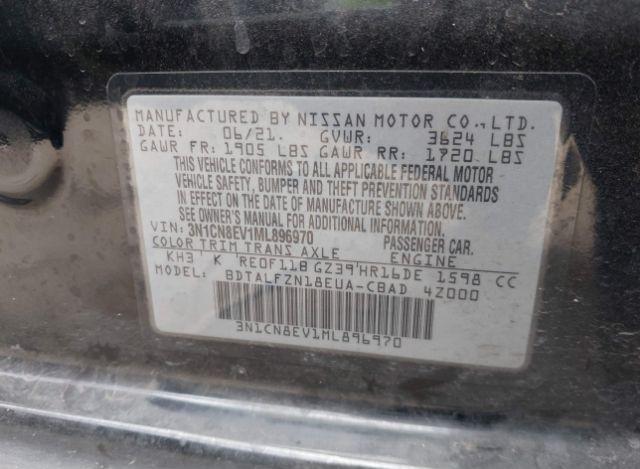 MANUFACTURED BY NISSAN MOTOR CO.,LTD.
DATE: 06/21. GVWR: 3624 LBS
GAWR FR: 1905 LBS GAWR RR: 1720 LBS
THIS VEHICLE CONFORMS TO ALL APPLICABLE FEDERAL MOTOR
VEHICLE SAFETY, BUMPER AND THEFT PREVENTION STANDARDS
IN EFFECT ON THE DATE OF MANUFACTURE SHOWN ABOVE.
SEE OWNER'S MANUAL FOR ADDITIONAL INFORMATION.
VIN: 3N1CN8EV1ML896970 PASSENGER CAR.
COLOR TRIM TRANS AXLE ENGINE
KH3 K RE0F11B GZ39 HR16DE 1598 CC
MODEL: BDTALFZN18EUA-CBAD 4Z000
3N1CN8EV1ML896970